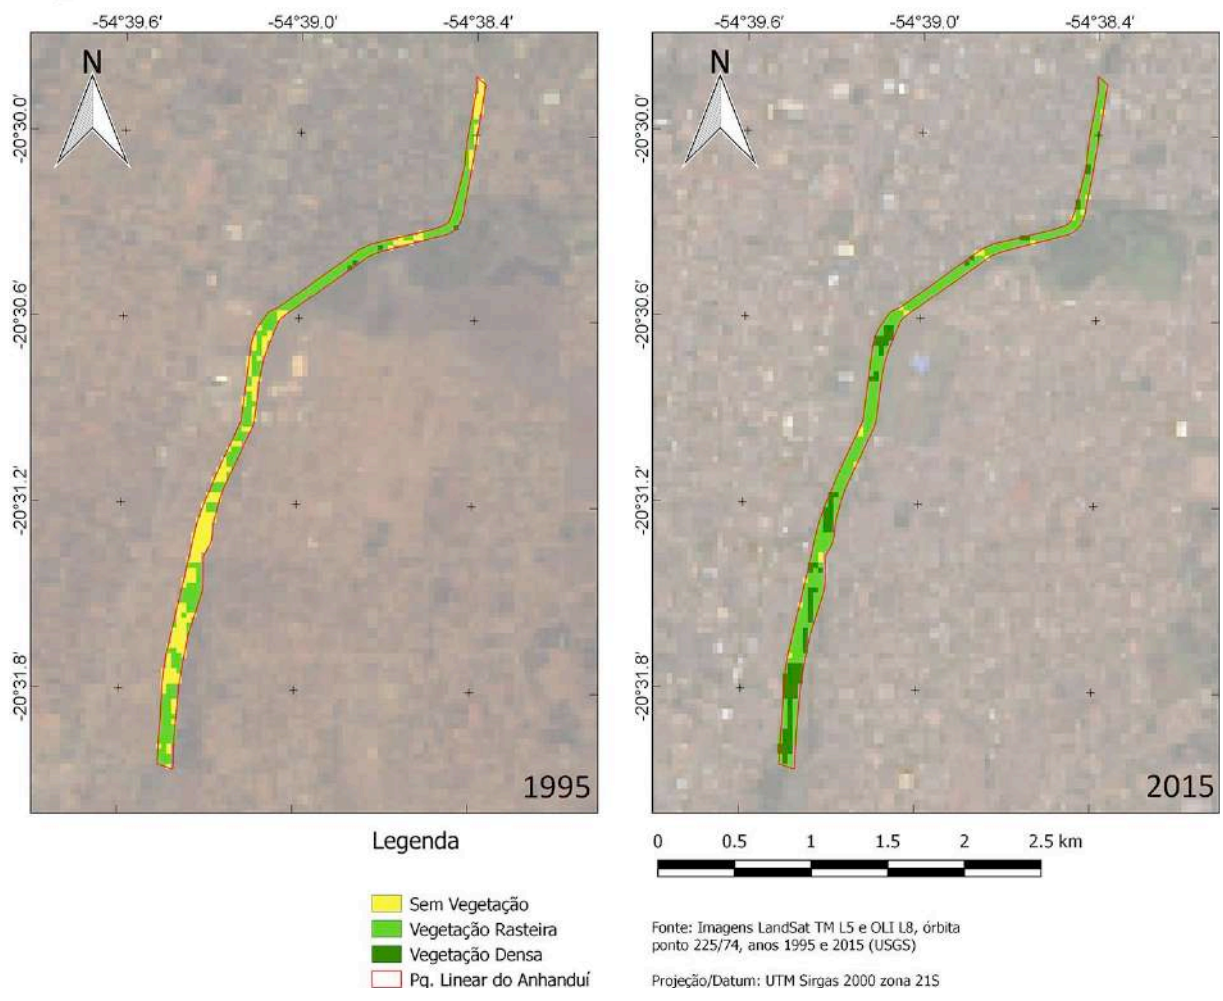 -54°39.6' -54°39.0' -54°38.4'
-54°39.6' -54°39.0' -54°38.4'
N
N
-20°30.0'
-20°30.6'
-20°31.2'
-20°31.8'
-20°30.0'
-20°30.6'
-20°31.2'
-20°31.8'
1995
2015
Legenda
Sem Vegetação
Vegetação Rasteira
Vegetação Densa
Pq. Linear do Anhanduí
0 0.5 1 1.5 2 2.5 km
Fonte: Imagens LandSat TM L5 e OLI L8, órbita
ponto 225/74, anos 1995 e 2015 (USGS)
Projeção/Datum: UTM Sirgas 2000 zona 21S